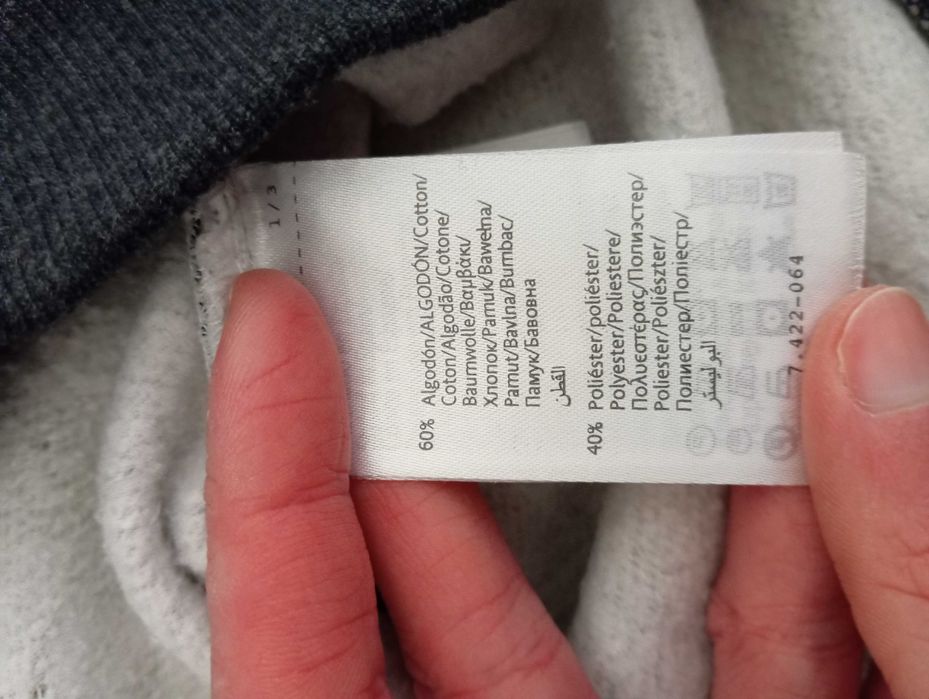 1 / 3
60% Algodón/ALGODÓN/Cotton/
Coton/Algodão/Cotone/
Baumwolle/Βαμβάκι/
Хлопок/Pamuk/Bawełna/
Pamut/Bavlna/Bumbac/
Памук/Бавовна
القطن
40% Poliéster/poliéster/
Polyester/Poliestere/
Πολυεστέρας/Полиэстер/
Poliester/Poliészter/
Полиестер/Поліестр/
البوليستر
7.422-064